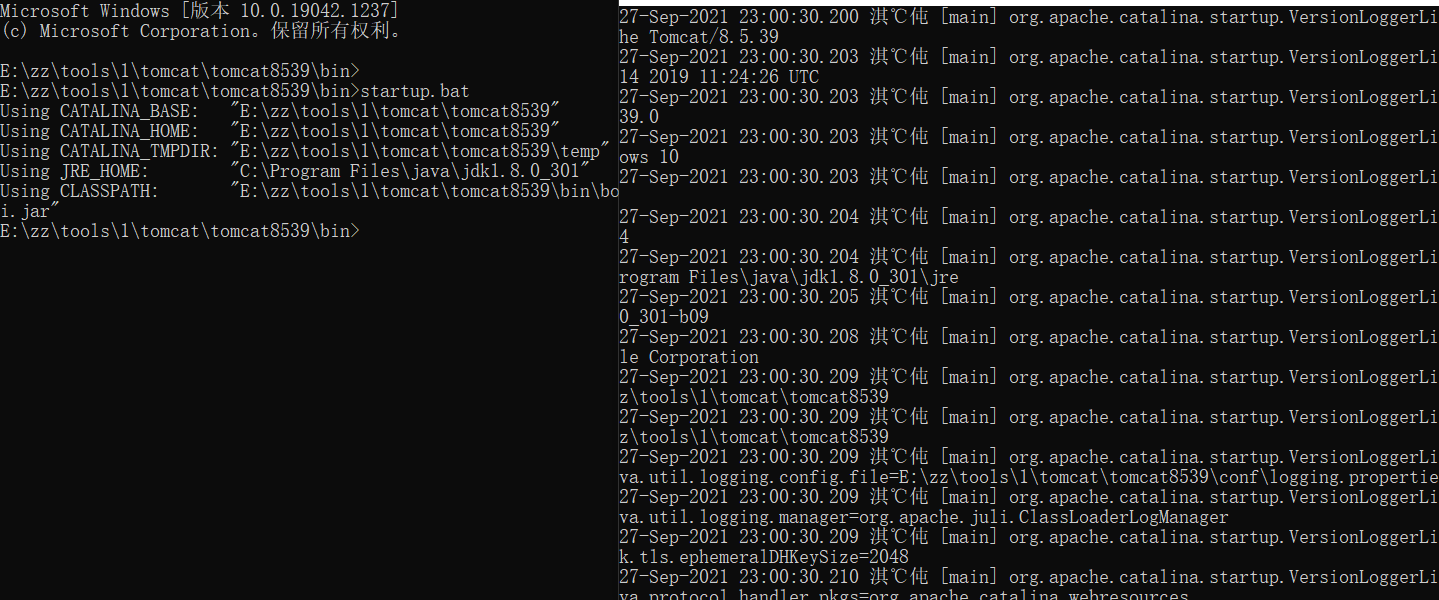 Microsoft Windows [版本 10.0.19042.1237]
(c) Microsoft Corporation。保留所有权利。
E:\zz\tools\1\tomcat\tomcat8539\bin>
E:\zz\tools\1\tomcat\tomcat8539\bin>startup.bat
Using CATALINA_BASE:   "E:\zz\tools\1\tomcat\tomcat8539"
Using CATALINA_HOME:   "E:\zz\tools\1\tomcat\tomcat8539"
Using CATALINA_TMPDIR: "E:\zz\tools\1\tomcat\tomcat8539\temp"
Using JRE_HOME:        "C:\Program Files\java\jdk1.8.0_301"
Using CLASSPATH:       "E:\zz\tools\1\tomcat\tomcat8539\bin\bo
i.jar"
E:\zz\tools\1\tomcat\tomcat8539\bin>
27-Sep-2021 23:00:30.200 淇℃伅 [main] org.apache.catalina.startup.VersionLoggerLi
he Tomcat/8.5.39
27-Sep-2021 23:00:30.203 淇℃伅 [main] org.apache.catalina.startup.VersionLoggerLi
14 2019 11:24:26 UTC
27-Sep-2021 23:00:30.203 淇℃伅 [main] org.apache.catalina.startup.VersionLoggerLi
39.0
27-Sep-2021 23:00:30.203 淇℃伅 [main] org.apache.catalina.startup.VersionLoggerLi
ows 10
27-Sep-2021 23:00:30.203 淇℃伅 [main] org.apache.catalina.startup.VersionLoggerLi
27-Sep-2021 23:00:30.204 淇℃伅 [main] org.apache.catalina.startup.VersionLoggerLi
4
27-Sep-2021 23:00:30.204 淇℃伅 [main] org.apache.catalina.startup.VersionLoggerLi
rogram Files\java\jdk1.8.0_301\jre
27-Sep-2021 23:00:30.205 淇℃伅 [main] org.apache.catalina.startup.VersionLoggerLi
0_301-b09
27-Sep-2021 23:00:30.208 淇℃伅 [main] org.apache.catalina.startup.VersionLoggerLi
le Corporation
27-Sep-2021 23:00:30.209 淇℃伅 [main] org.apache.catalina.startup.VersionLoggerLi
z\tools\1\tomcat\tomcat8539
27-Sep-2021 23:00:30.209 淇℃伅 [main] org.apache.catalina.startup.VersionLoggerLi
z\tools\1\tomcat\tomcat8539
27-Sep-2021 23:00:30.209 淇℃伅 [main] org.apache.catalina.startup.VersionLoggerLi
va.util.logging.config.file=E:\zz\tools\1\tomcat\tomcat8539\conf\logging.propertie
27-Sep-2021 23:00:30.209 淇℃伅 [main] org.apache.catalina.startup.VersionLoggerLi
va.util.logging.manager=org.apache.juli.ClassLoaderLogManager
27-Sep-2021 23:00:30.209 淇℃伅 [main] org.apache.catalina.startup.VersionLoggerLi
k.tls.ephemeralDHKeySize=2048
27-Sep-2021 23:00:30.210 淇℃伅 [main] org.apache.catalina.startup.VersionLoggerLi
va.protocol.handler.pkgs=org.apache.catalina.webresources